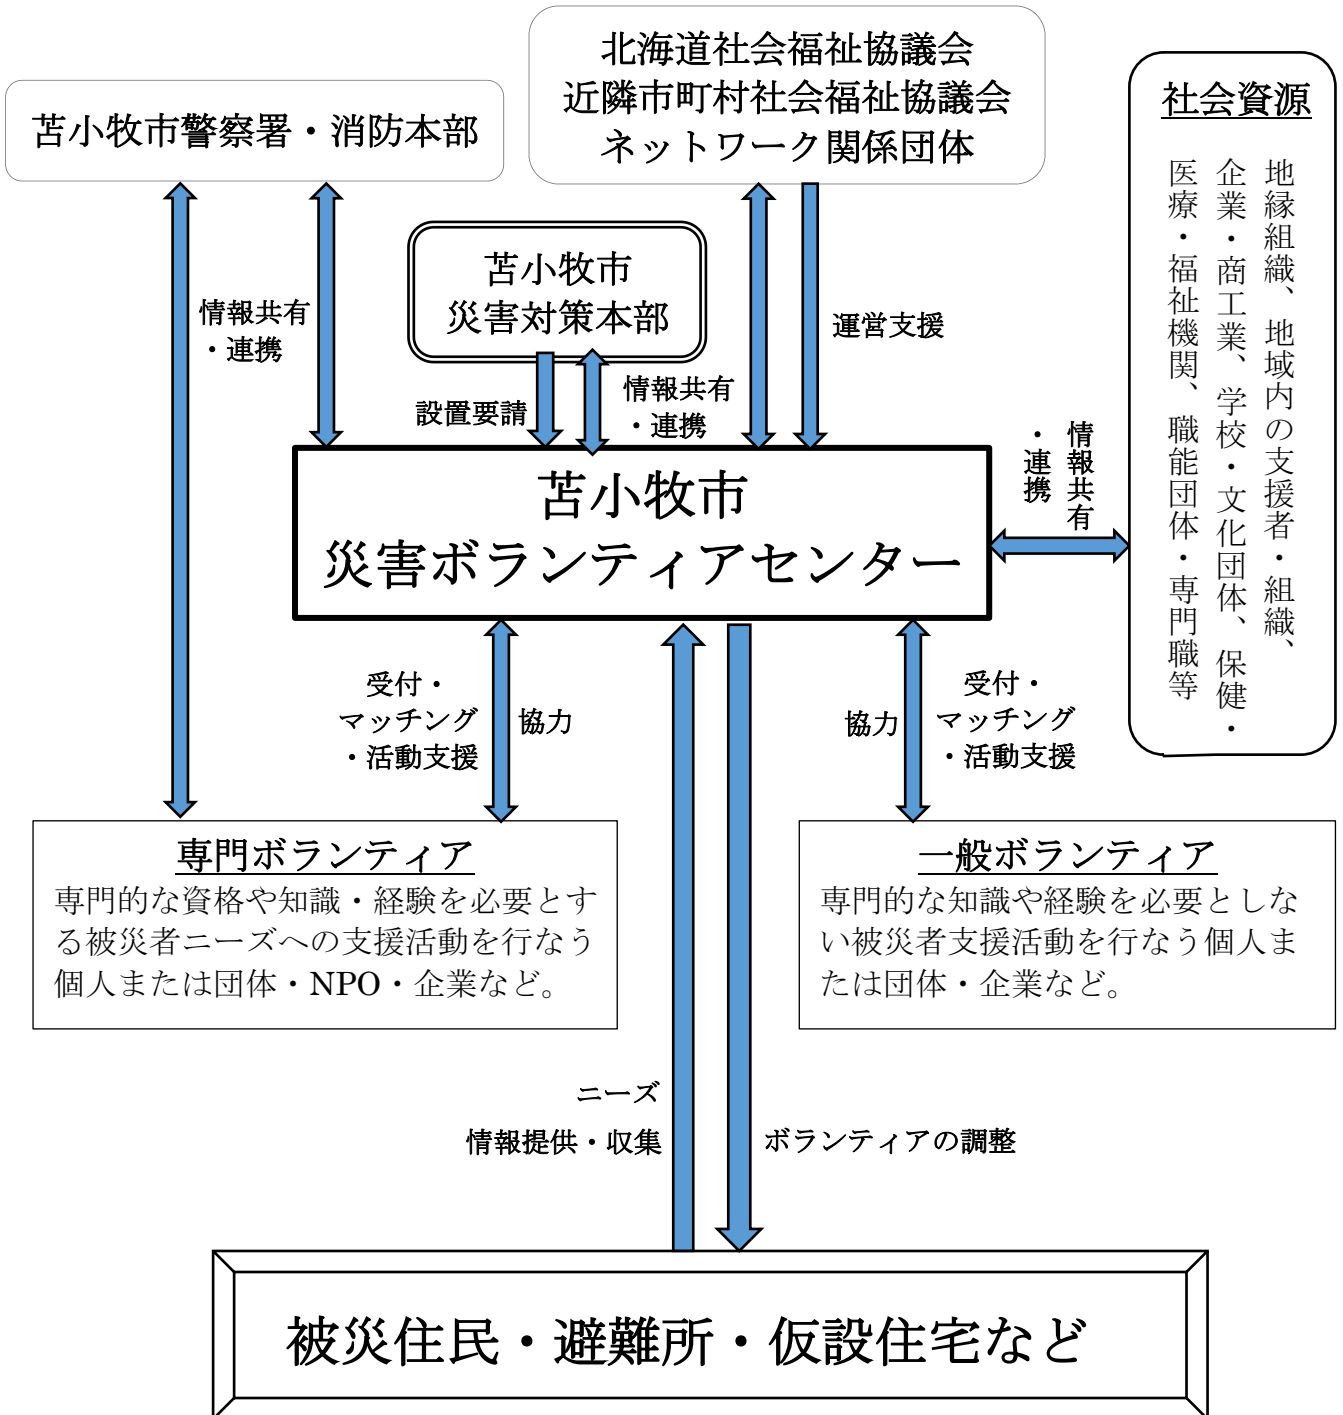 北海道社会福祉協議会
近隣市町村社会福祉協議会
ネットワーク関係団体
苫小牧市警察署・消防本部
社会資源
地縁組織、地域内の支援者・組織、
企業・商工業、学校・文化団体、保健・
医療・福祉機関、職能団体・専門職等
苫小牧市
災害対策本部
情報共有
・連携
設置要請
情報共有
・連携
運営支援
情報共有
・連携
苫小牧市
災害ボランティアセンター
受付・
マッチング
・活動支援
協力
協力
受付・
マッチング
・活動支援
専門ボランティア
専門的な資格や知識・経験を必要とす
る被災者ニーズへの支援活動を行なう
個人または団体・NPO・企業など。
一般ボランティア
専門的な知識や経験を必要としな
い被災者支援活動を行なう個人ま
たは団体・企業など。
ニーズ
情報提供・収集
ボランティアの調整
被災住民・避難所・仮設住宅など